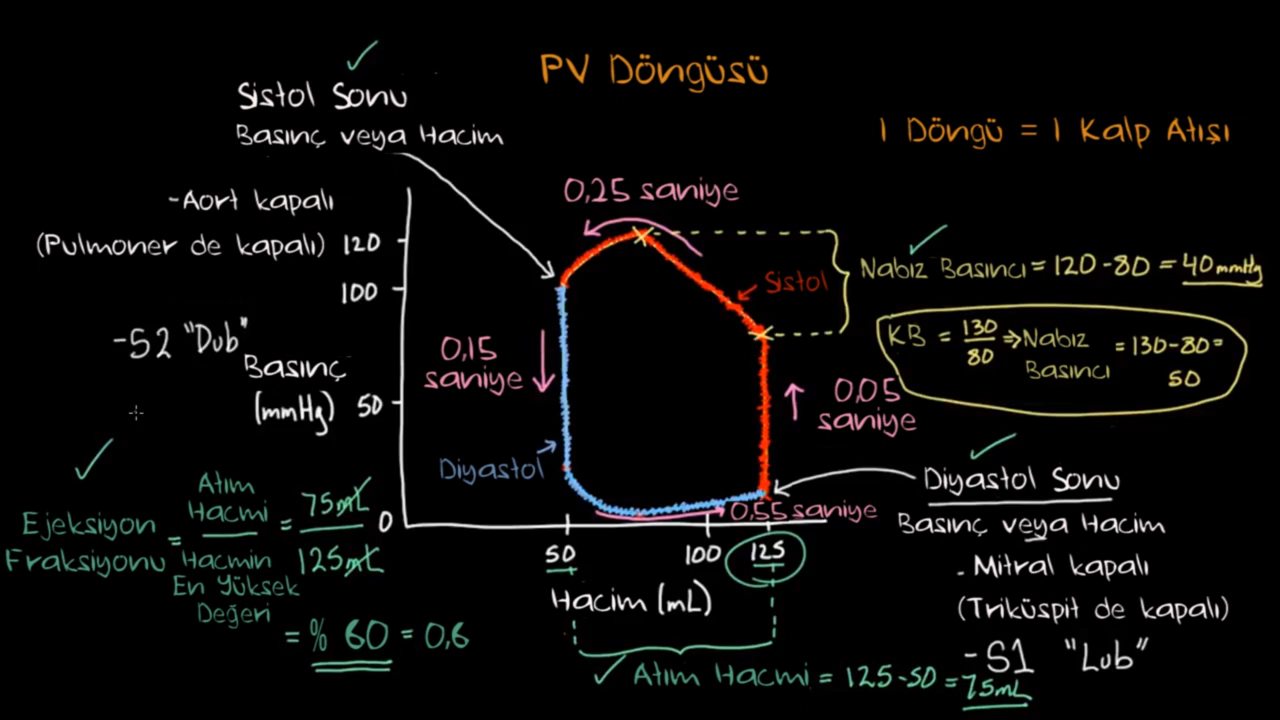 PV Döngüsü
1 Döngü = 1 Kalp Atışı
Sistol Sonu
Basınç veya Hacim
-Aort kapalı
(Pulmoner de kapalı)
-S2 "Dub"
Basınç
(mmHg)
120
100
50
0
0,25 saniye
Sistol
0,15
saniye
Diyastol
0,05
saniye
0,55 saniye
50
100
125
Hacim (mL)
Nabız Basıncı = 120-80 = 40mmHg
KB = 130/80 ⇒ Nabız Basıncı = 130-80 = 50
Diyastol Sonu
Basınç veya Hacim
- Mitral kapalı
(Triküspit de kapalı)
-S1 "Lub"
Ejeksiyon Fraksiyonu = Atım Hacmi / Hacmin En Yüksek Değeri = 75mL / 125mL
= % 60 = 0,6
Atım Hacmi = 125-50 = 75mL